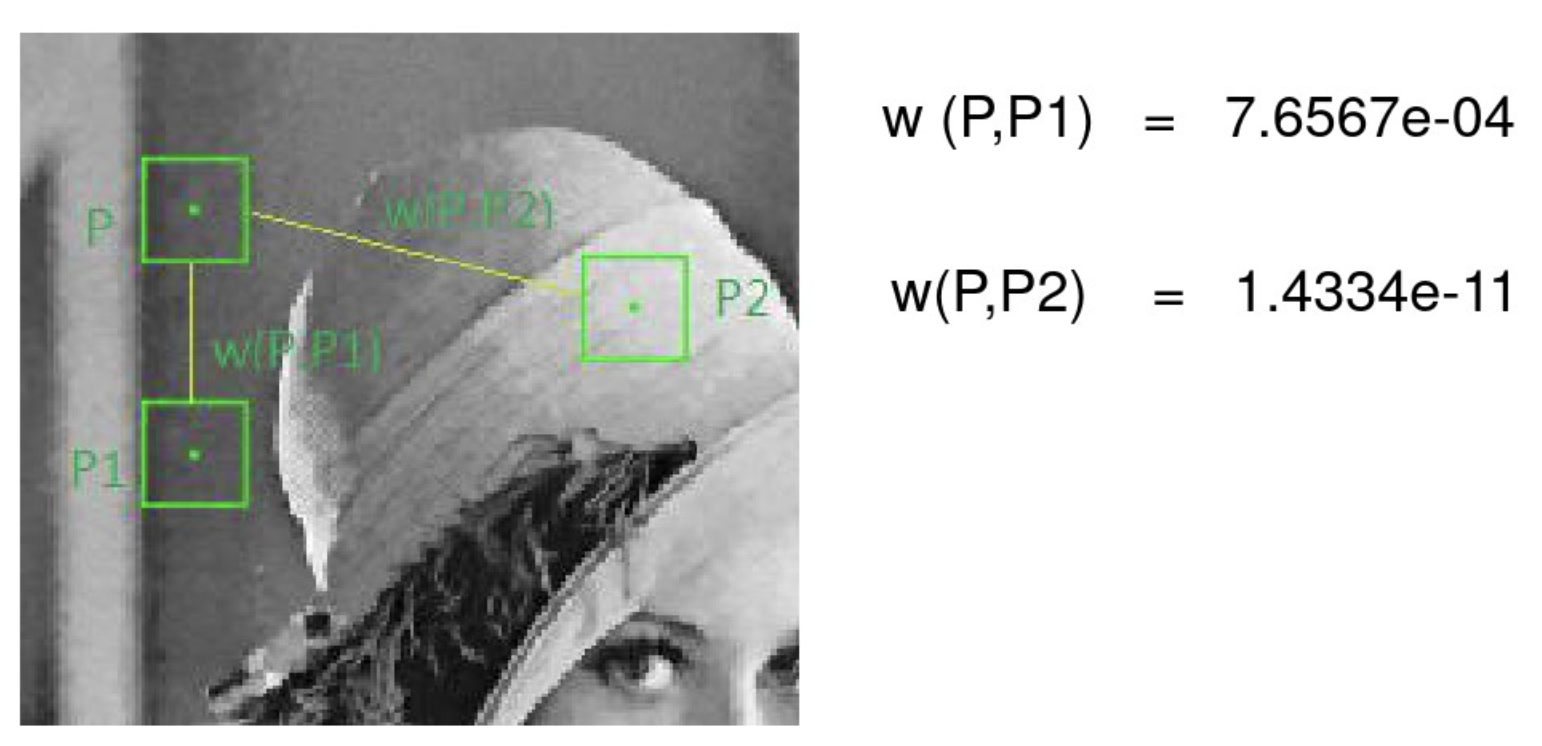 P
w(P,P2)
P2
w(P,P1)
P1
w (P,P1) = 7.6567e-04
w(P,P2) = 1.4334e-11